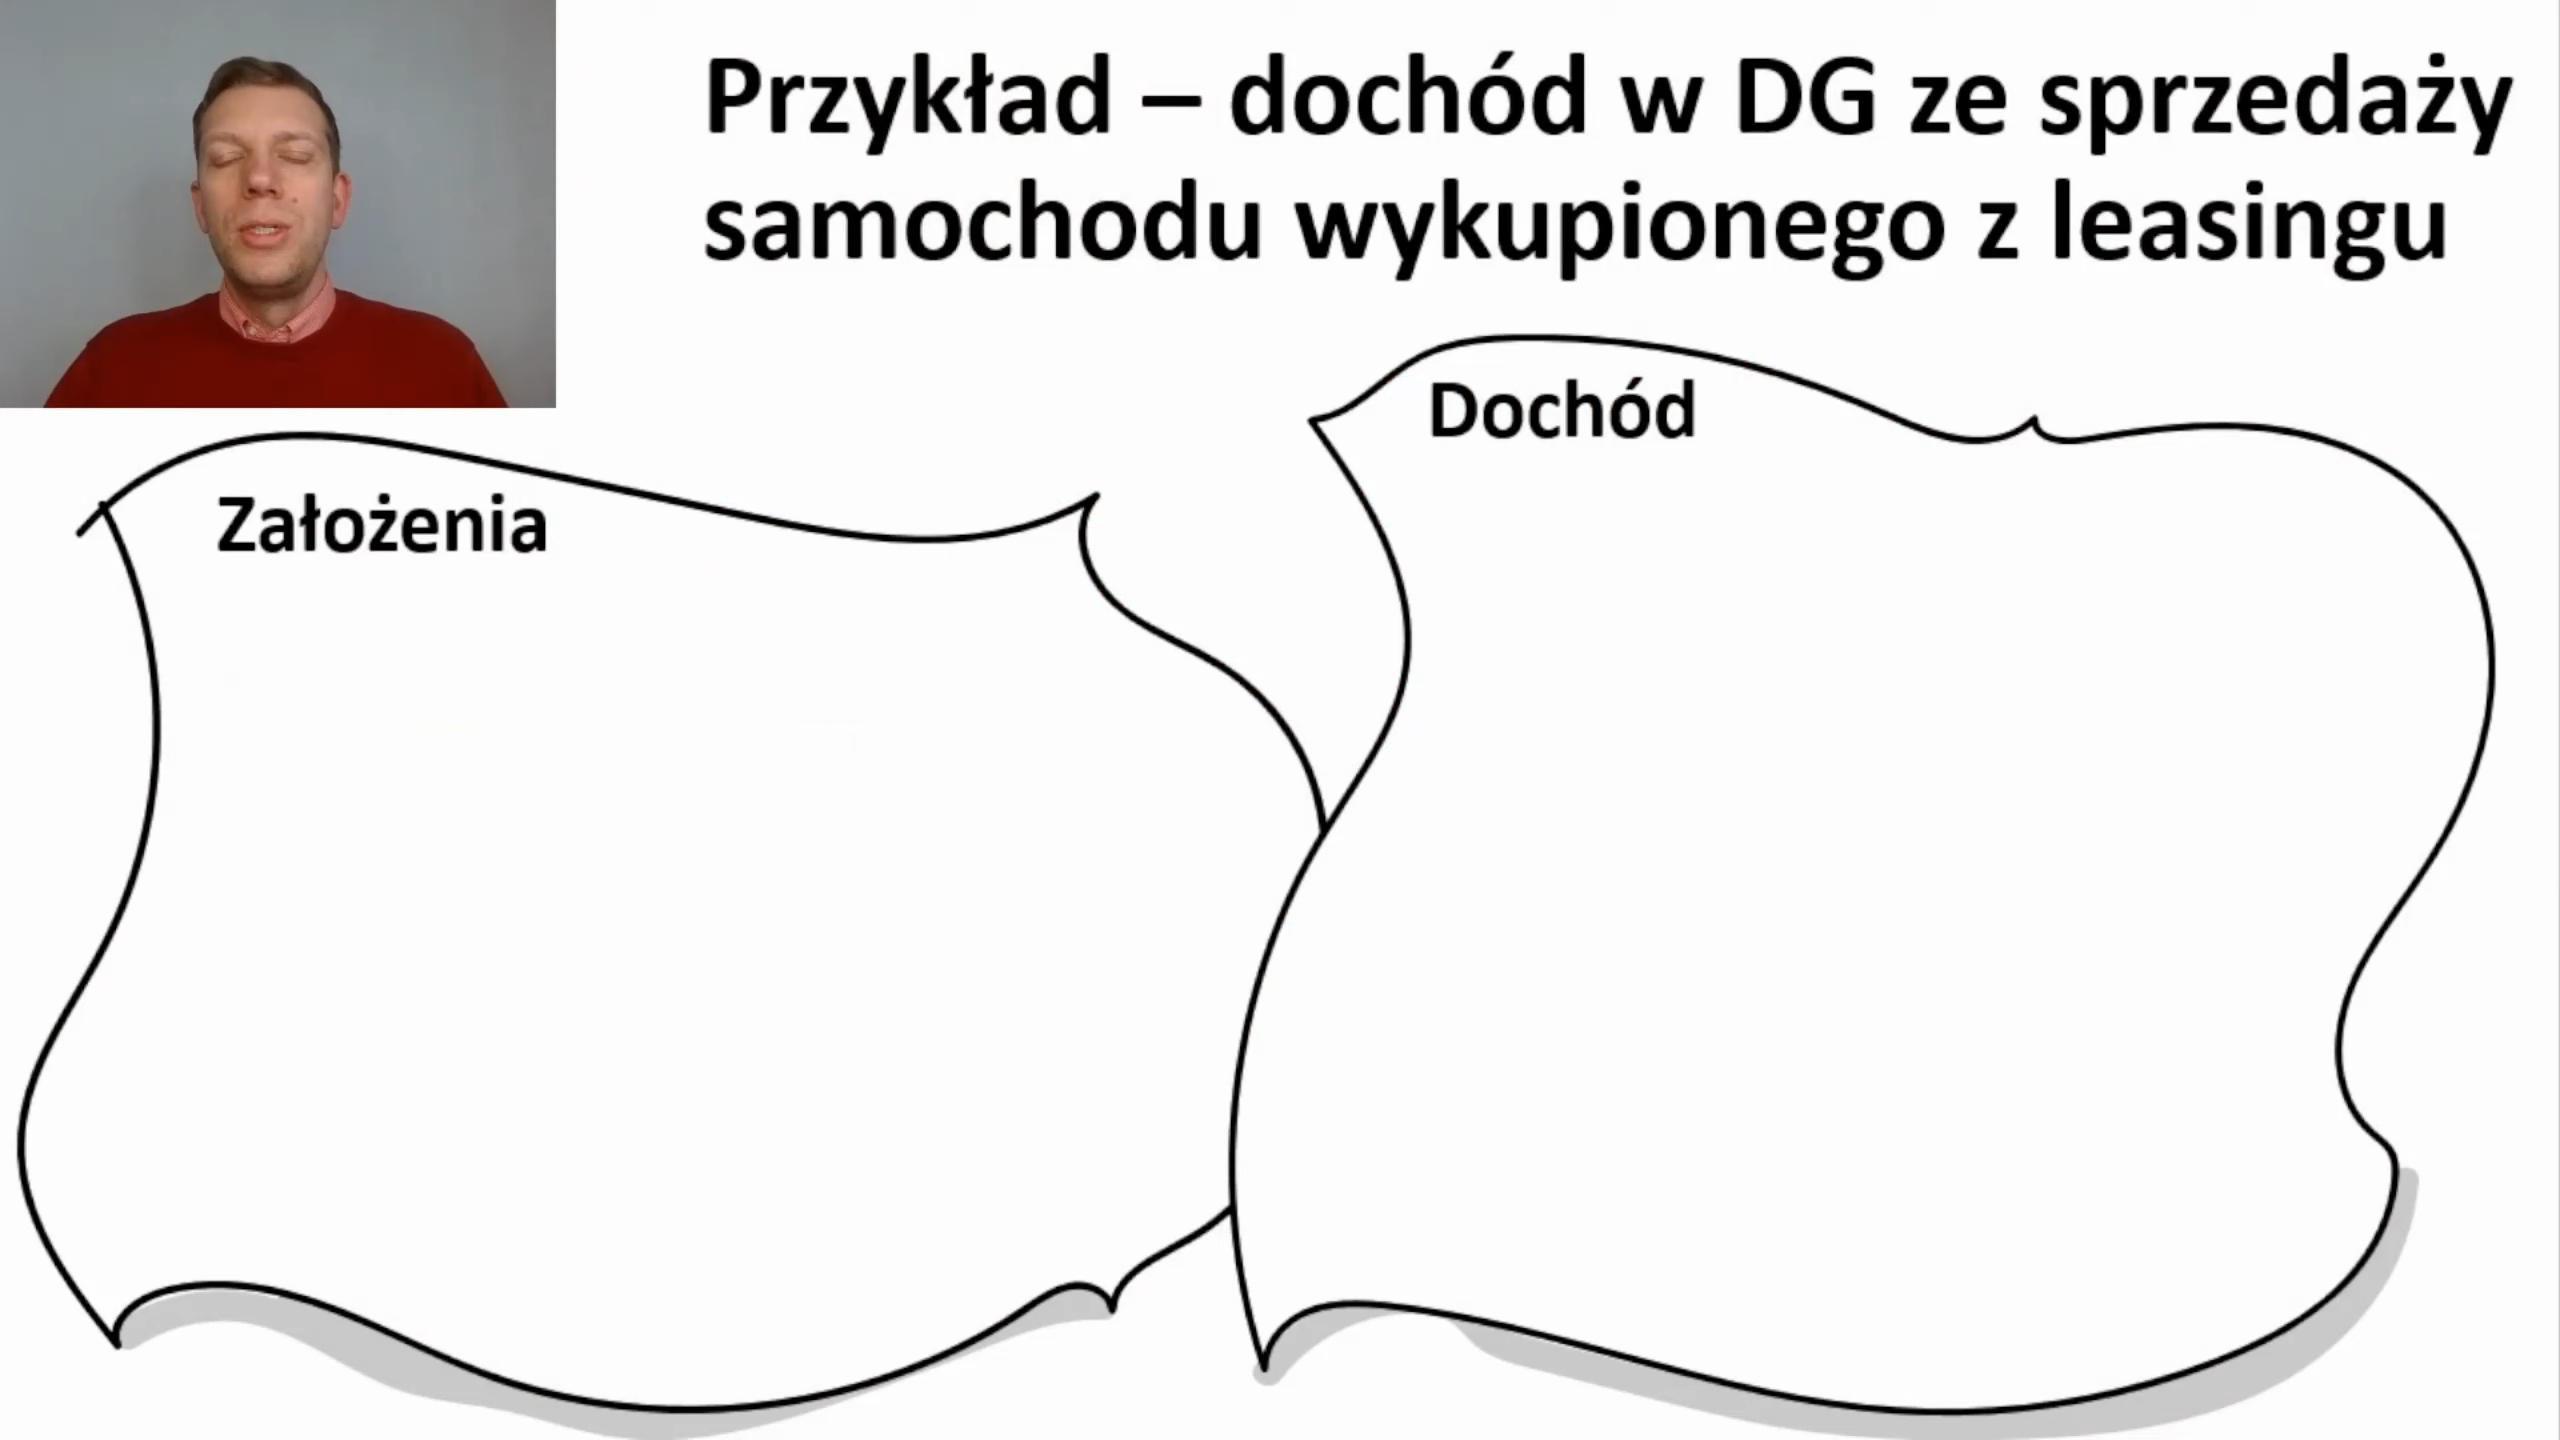 Przykład – dochód w DG ze sprzedaży
samochodu wykupionego z leasingu
Dochód
Założenia